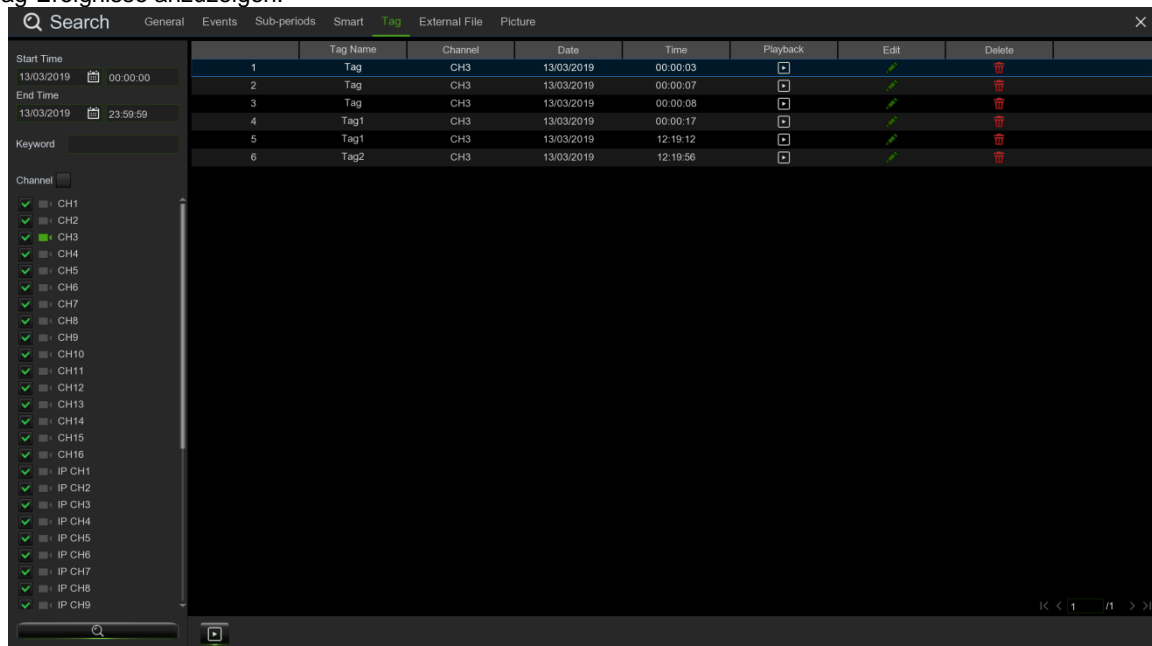 ag-Ereignisse anzuzeigen.
Search General Events Sub-periods Smart Tag External File Picture
Start Time
13/03/2019 00:00:00
End Time
13/03/2019 23:59:59
Keyword
Channel
CH1
CH2
CH3
CH4
CH5
CH6
CH7
CH8
CH9
CH10
CH11
CH12
CH13
CH14
CH15
CH16
IP CH1
IP CH2
IP CH3
IP CH4
IP CH5
IP CH6
IP CH7
IP CH8
IP CH9
Tag Name Channel Date Time Playback Edit Delete
1 Tag CH3 13/03/2019 00:00:03
2 Tag CH3 13/03/2019 00:00:07
3 Tag CH3 13/03/2019 00:00:08
4 Tag1 CH3 13/03/2019 00:00:17
5 Tag1 CH3 13/03/2019 12:19:12
6 Tag2 CH3 13/03/2019 12:19:56
1 /1